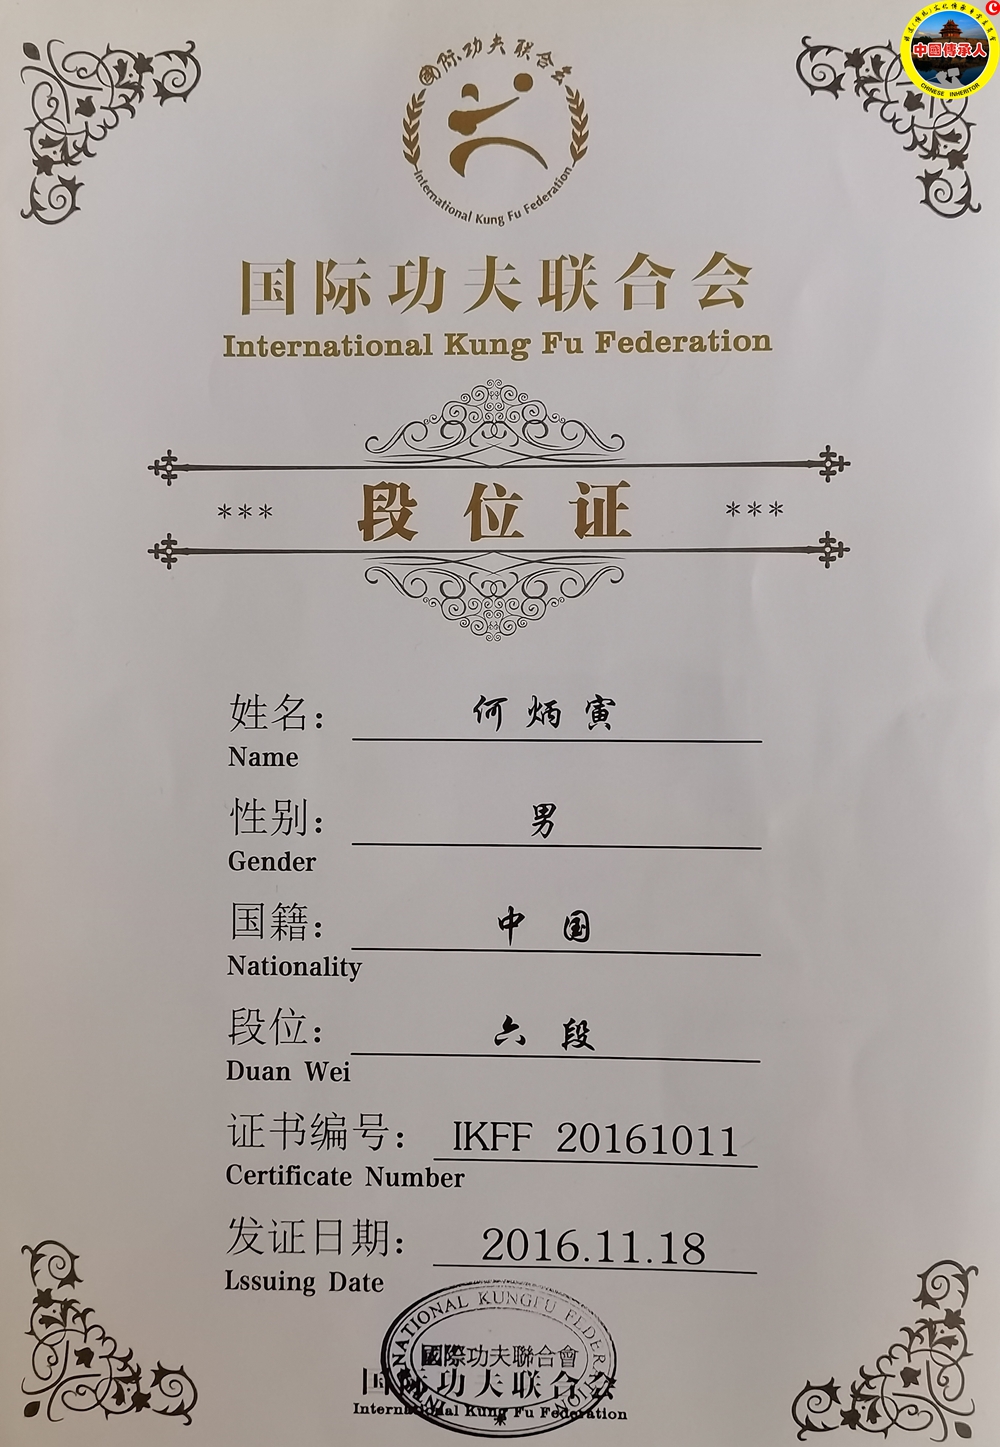 C
中國傳承人
CHINESE INHERITOR
國际功夫联合会
International Kung Fu Federation
国际功夫联合会
International Kung Fu Federation
*** 段位证 ***
姓名: 何炳寅
Name
性别: 男
Gender
国籍: 中国
Nationality
段位: 六段
Duan Wei
证书编号: IKFF 20161011
Certificate Number
发证日期: 2016.11.18
Lssuing Date
INTERNATIONAL KUNGFU FEDERATION
國際功夫聯合會
国际功夫联合会
International Kung Fu Federation